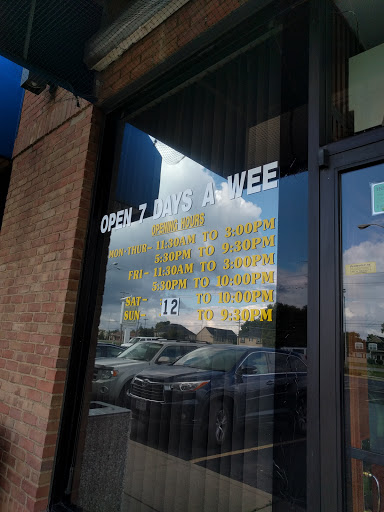 OPEN 7 DAYS A WEE
OPENING HOURS
MON-THUR- 11:30AM TO 3:00PM
5:30PM TO 9:30PM
FRI- 11:30AM TO 3:00PM
5:30PM TO 10:00PM
SAT- 12 TO 10:00PM
SUN- TO 9:30PM